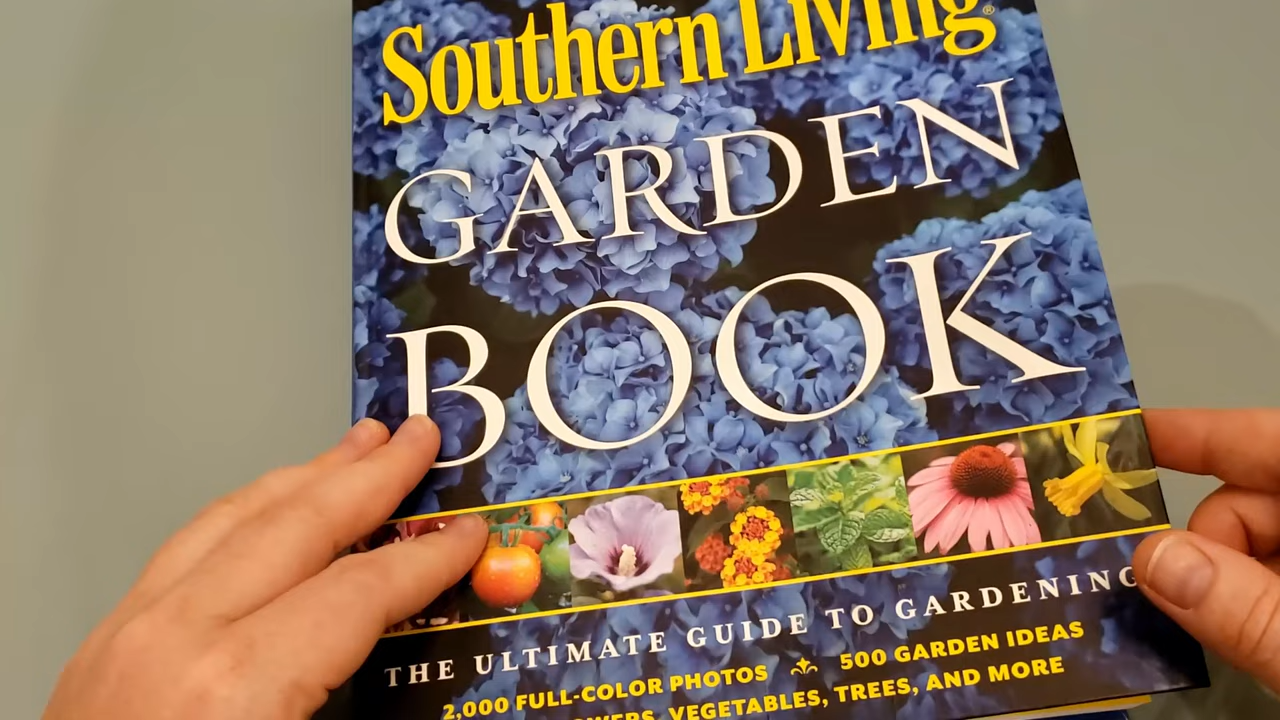 Southern Living®
GARDEN
BOOK
THE ULTIMATE GUIDE TO GARDENING
2,000 FULL-COLOR PHOTOS 500 GARDEN IDEAS
VEGETABLES, TREES, AND MORE